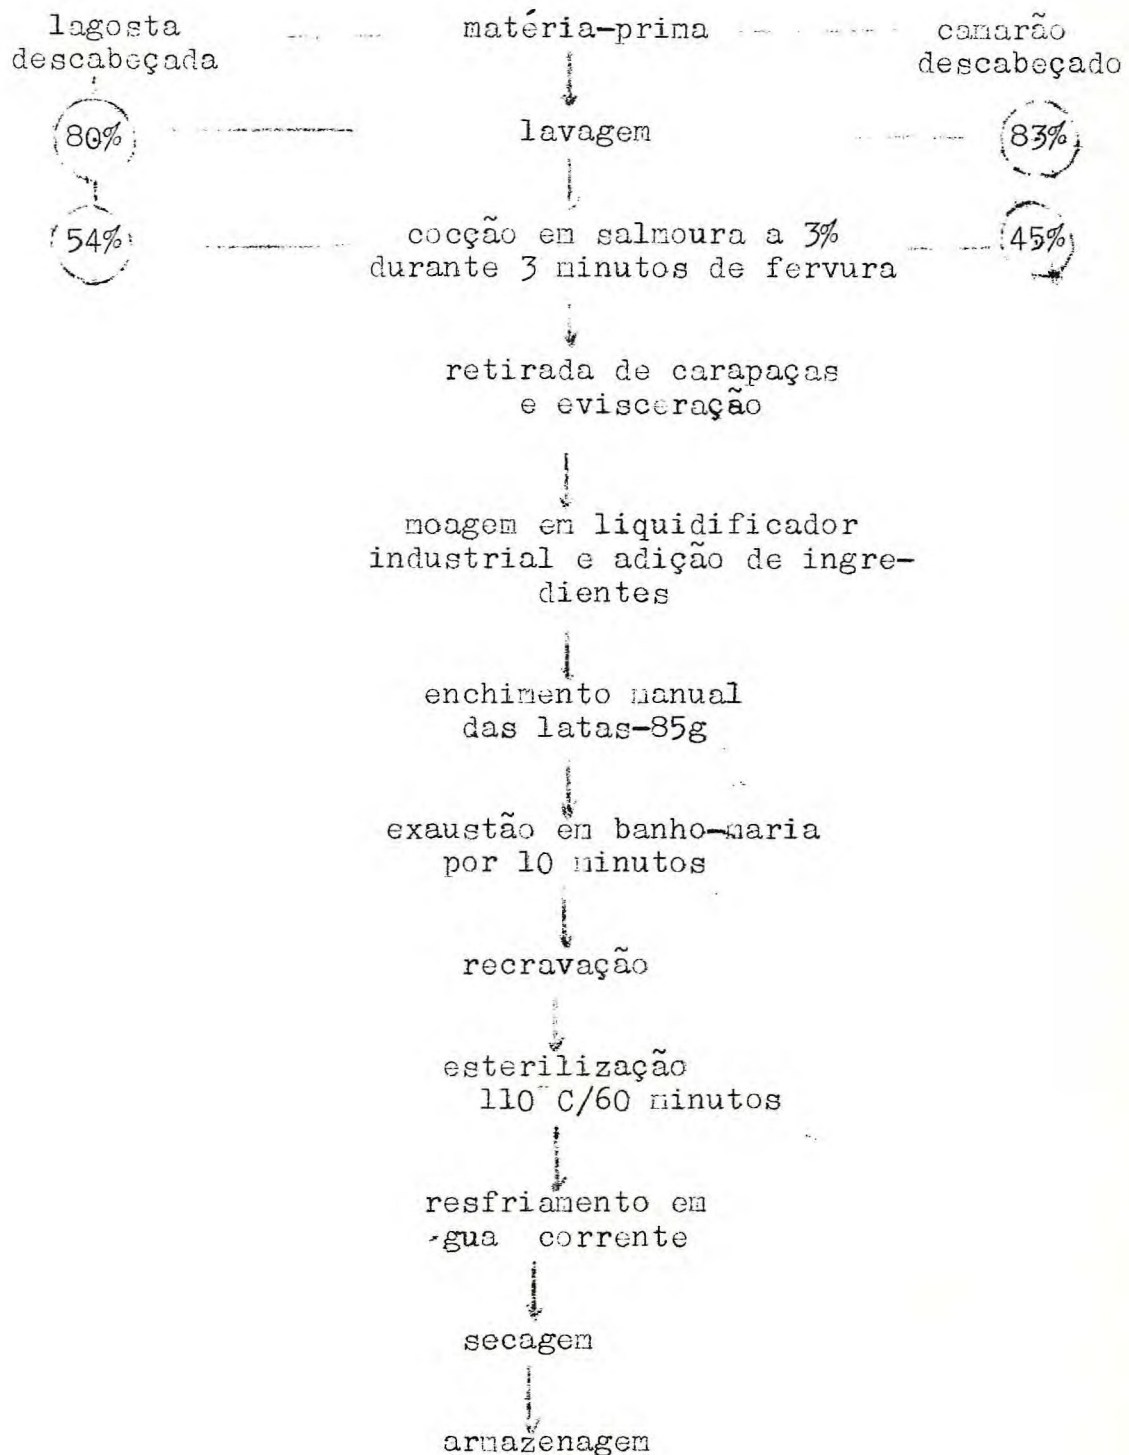 lagosta matéria-prima camarão
descabeçada descabeçado
80% lavagem 83%
54% cocção em salmoura a 3% 45%
durante 3 minutos de fervura
retirada de carapaças
e evisceração
moagem em liquidificador
industrial e adição de ingre-
dientes
enchimento manual
das latas-85g
exaustão em banho-maria
por 10 minutos
recravação
esterilização
110°C/60 minutos
resfriamento em
gua corrente
secagem
armazenagem